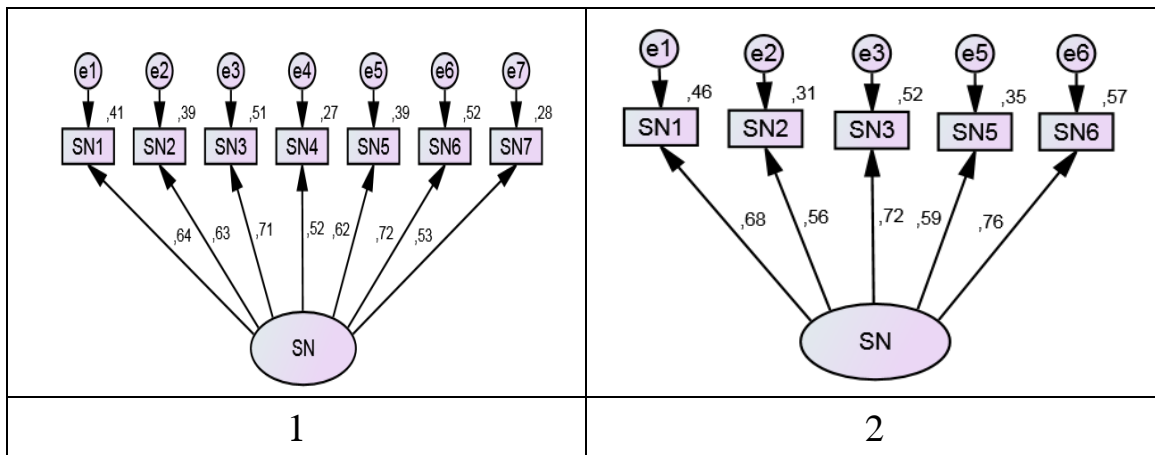 e1 e2 e3 e4 e5 e6 e7
,41 ,39 ,51 ,27 ,39 ,52 ,28
SN1 SN2 SN3 SN4 SN5 SN6 SN7
,64 ,63 ,71 ,52 ,62 ,72 ,53
SN
1
e1 e2 e3 e5 e6
,46 ,31 ,52 ,35 ,57
SN1 SN2 SN3 SN5 SN6
,68 ,56 ,72 ,59 ,76
SN
2